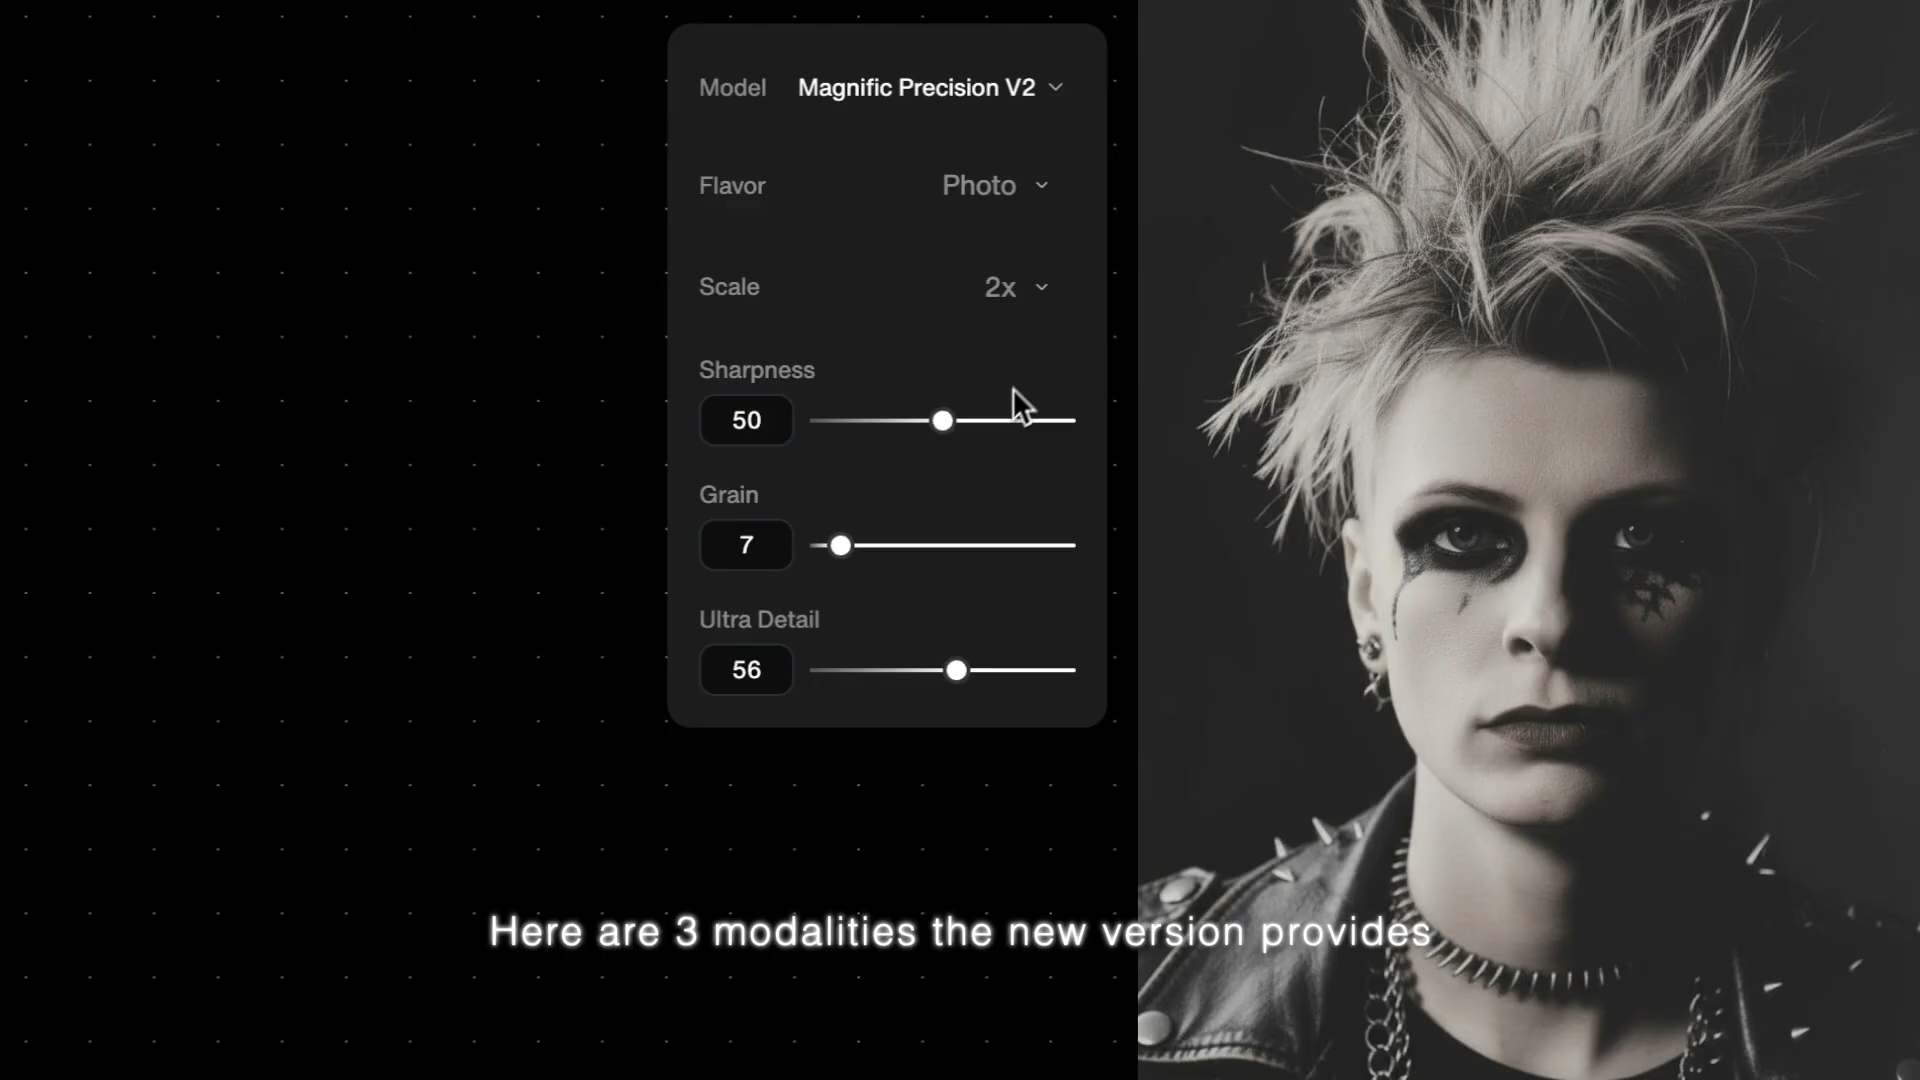 Model Magnific Precision V2
Flavor Photo
Scale 2x
Sharpness
50
Grain
7
Ultra Detail
56
Here are 3 modalities the new version provides